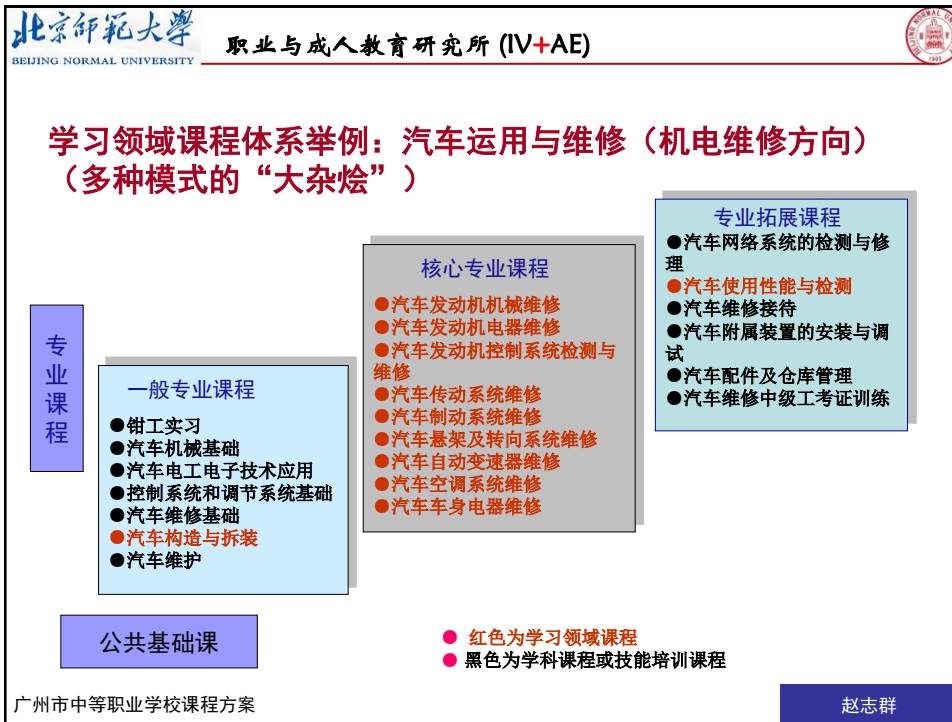 北京师范大学
BEIJING NORMAL UNIVERSITY
职业与成人教育研究所 (IV+AE)
学习领域课程体系举例：汽车运用与维修（机电维修方向）
（多种模式的“大杂烩”）
专业课程
一般专业课程
●钳工实习
●汽车机械基础
●汽车电工电子技术应用
●控制系统和调节系统基础
●汽车维修基础
●汽车构造与拆装
●汽车维护
核心专业课程
●汽车发动机机械维修
●汽车发动机电器维修
●汽车发动机控制系统检测与
维修
●汽车传动系统维修
●汽车制动系统维修
●汽车悬架及转向系统维修
●汽车自动变速器维修
●汽车空调系统维修
●汽车车身电器维修
专业拓展课程
●汽车网络系统的检测与修
理
●汽车使用性能与检测
●汽车维修接待
●汽车附属装置的安装与调
试
●汽车配件及仓库管理
●汽车维修中级工考证训练
公共基础课
● 红色为学习领域课程
● 黑色为学科课程或技能培训课程
广州市中等职业学校课程方案
赵志群